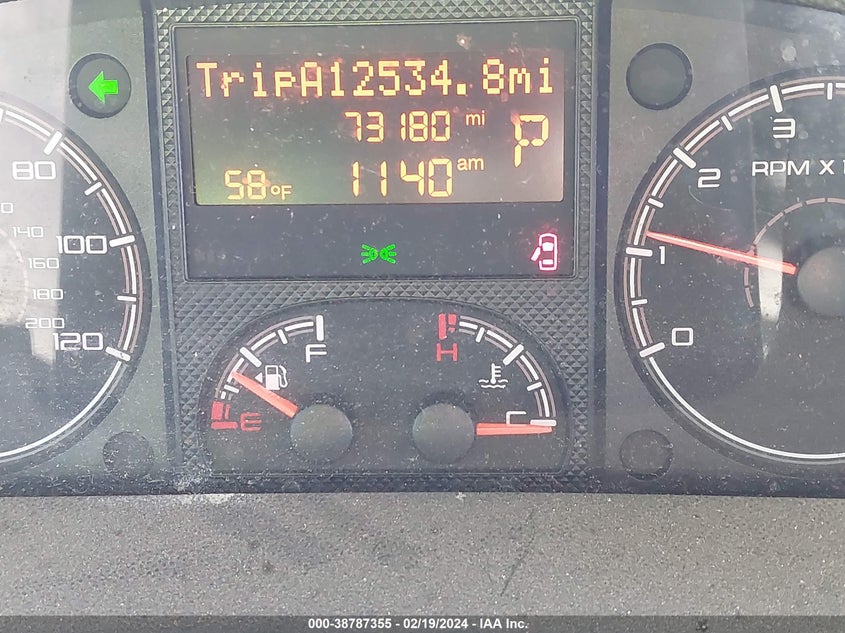 TripA12534.8mi
73180 mi
P
58°F
1140 am
80
100
120
140
160
180
200
F
E
H
C
3
2
1
0
RPM X 1
000-38787355 - 02/19/2024 - IAA Inc.